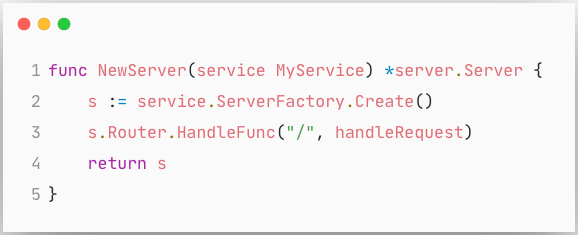 1 func NewServer(service MyService) *server.Server {
2     s := service.ServerFactory.Create()
3     s.Router.HandleFunc("/", handleRequest)
4     return s
5 }